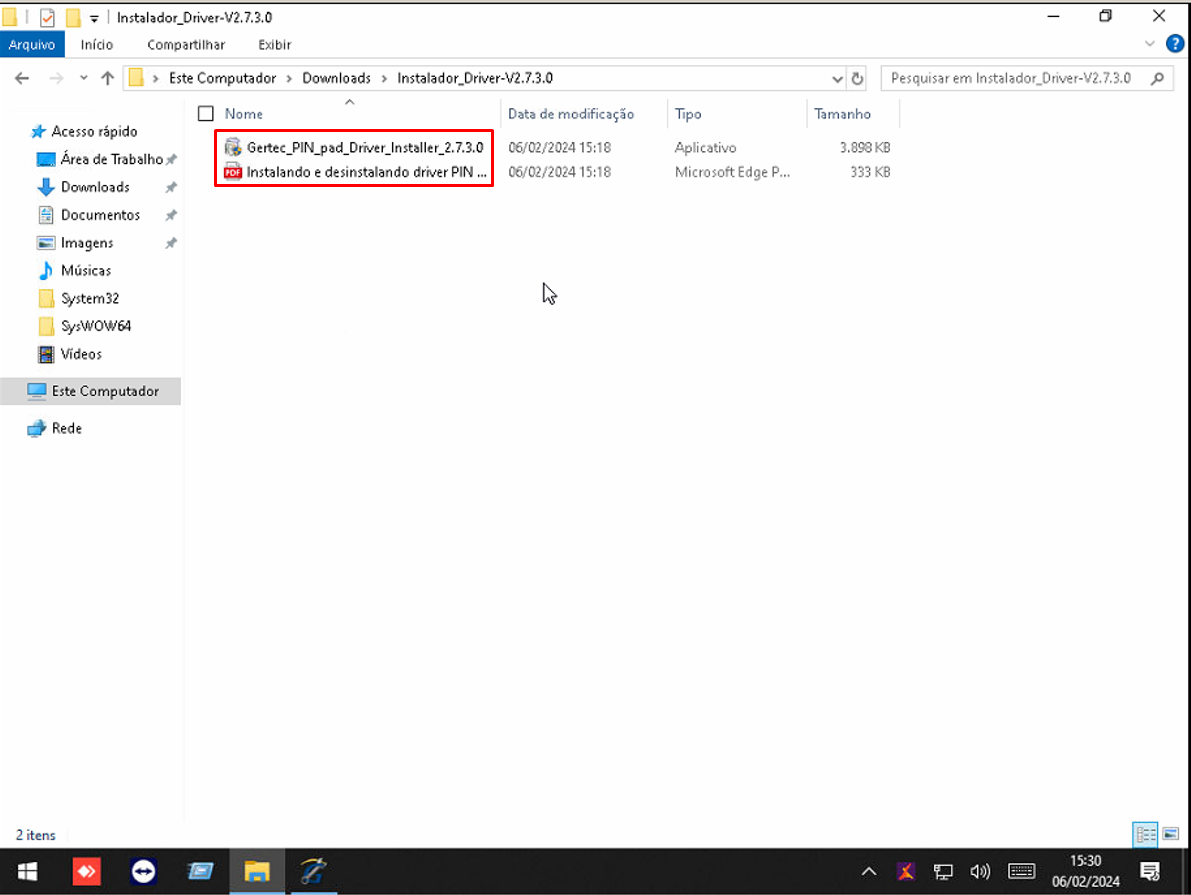 Instalador_Driver-V2.7.3.0
Arquivo Início Compartilhar Exibir
Este Computador > Downloads > Instalador_Driver-V2.7.3.0
Pesquisar em Instalador_Driver-V2.7.3.0
Nome Data de modificação Tipo Tamanho
Gertec_PIN_pad_Driver_Installer_2.7.3.0 06/02/2024 15:18 Aplicativo 3.898 KB
PDF Instalando e desinstalando driver PIN ... 06/02/2024 15:18 Microsoft Edge P... 333 KB
Acesso rápido
Área de Trabalho
Downloads
Documentos
Imagens
Músicas
System32
SysWOW64
Vídeos
Este Computador
Rede
2 itens
15:30
06/02/2024